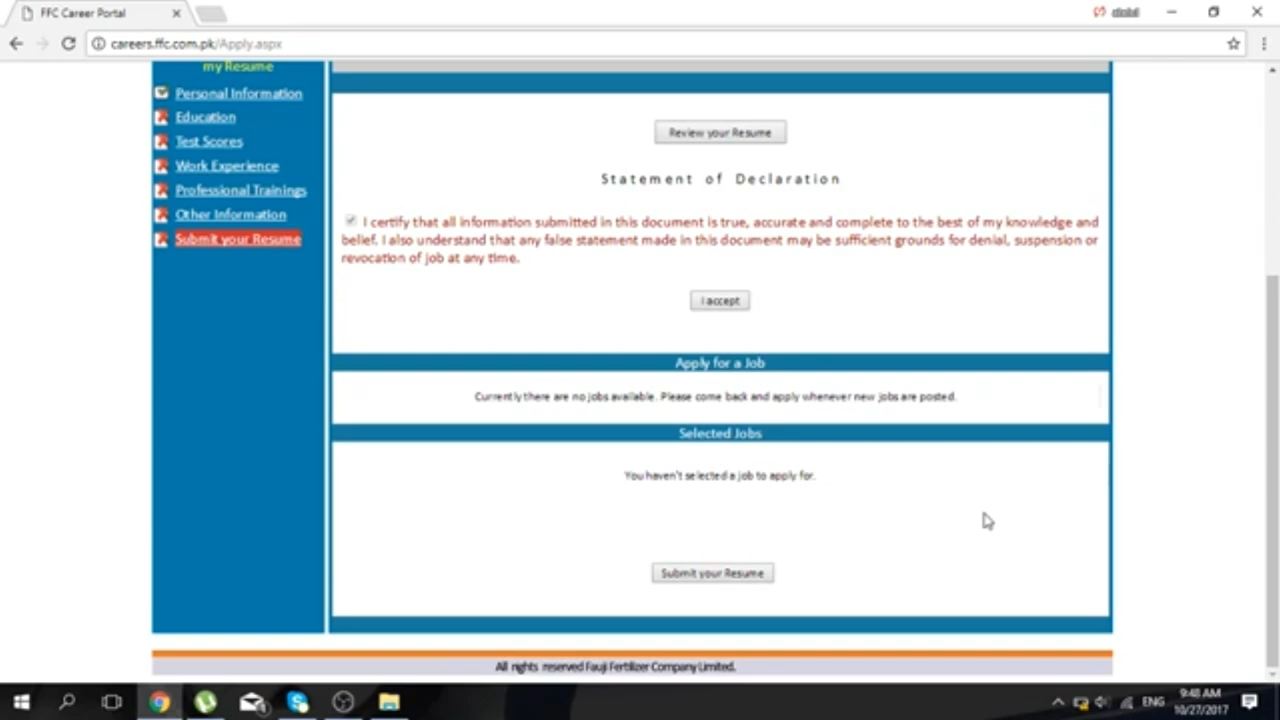 FFC Career Portal
careers.ffc.com.pk/Apply.aspx
my Resume
Personal Information
Education
Test Scores
Work Experience
Professional Trainings
Other Information
Submit your Resume
Review your Resume
Statement of Declaration
I certify that all information submitted in this document is true, accurate and complete to the best of my knowledge and
belief. I also understand that any false statement made in this document may be sufficient grounds for denial, suspension or
revocation of job at any time.
I accept
Apply for a Job
Currently there are no jobs available. Please come back and apply whenever new jobs are posted.
Selected Jobs
You haven't selected a job to apply for.
Submit your Resume
All rights reserved Fauji Fertilizer Company Limited.
ENG
9:48 AM
10/27/2017